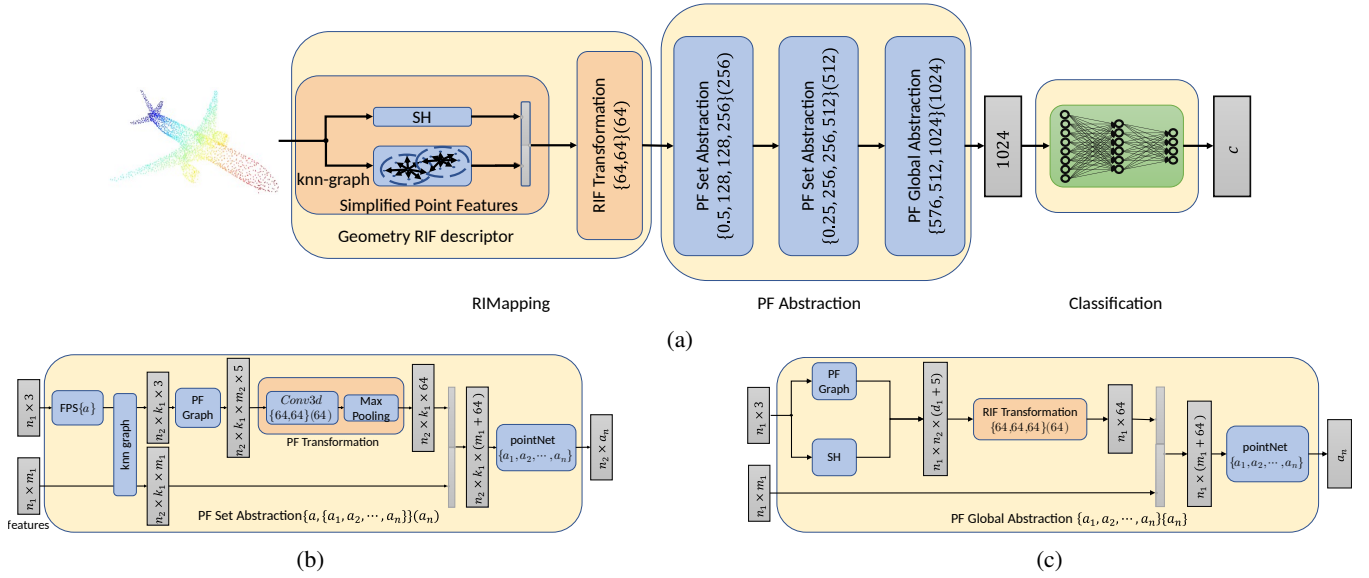 SH
knn-graph
Simplified Point Features
Geometry RIF descriptor
RIF Transformation
{64,64}(64)
PF Set Abstraction
{0.5, 128, 128, 256}(256)
PF Set Abstraction
{0.25, 256, 256, 512}(512)
PF Global Abstraction
{576, 512, 1024}(1024)
1024
c
RIMapping
PF Abstraction
Classification
(a)
n₁ × 3
FPS{a}
knn graph
n₂ × k₁ × 3
PF
Graph
n₂ × k₁ × m₂ × 5
Conv3d
{64,64}(64)
Max
Pooling
PF Transformation
n₂ × k₁ × 64
n₂ × k₁ × (m₁ + 64)
pointNet
{a₁, a₂, ⋯, aₙ}
n₂ × aₙ
n₁ × m₁
features
n₂ × k₁ × m₁
PF Set Abstraction{a, {a₁, a₂, ⋯, aₙ}}(aₙ)
(b)
n₁ × 3
PF
Graph
SH
n₁ × n₂ × (d₁ + 5)
RIF Transformation
{64,64,64}(64)
n₁ × 64
n₁ × (m₁ + 64)
pointNet
{a₁, a₂, ⋯, aₙ}
aₙ
n₁ × m₁
PF Global Abstraction {a₁, a₂, ⋯, aₙ}{aₙ}
(c)